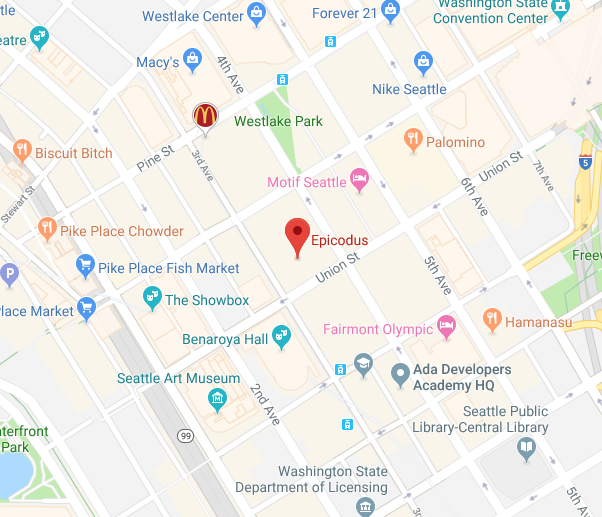 Westlake Center
Forever 21
Washington State
Convention Center
eatre
Macy's
4th Ave
Nike Seattle
Westlake Park
Palomino
Biscuit Bitch
Pine St
3rd Ave
Union St
7th Ave
5
Stewart St
Motif Seattle
6th Ave
Pike Place Chowder
Epicodus
P
Pike Place Fish Market
Union St
5th Ave
Freew
The Showbox
lace Market
Benaroya Hall
Fairmont Olympic
Hamanasu
Seattle Art Museum
2nd Ave
Ada Developers
Academy HQ
Seattle Public
Library-Central Library
terfront
Park
99
Washington State
Department of Licensing
5th Ave